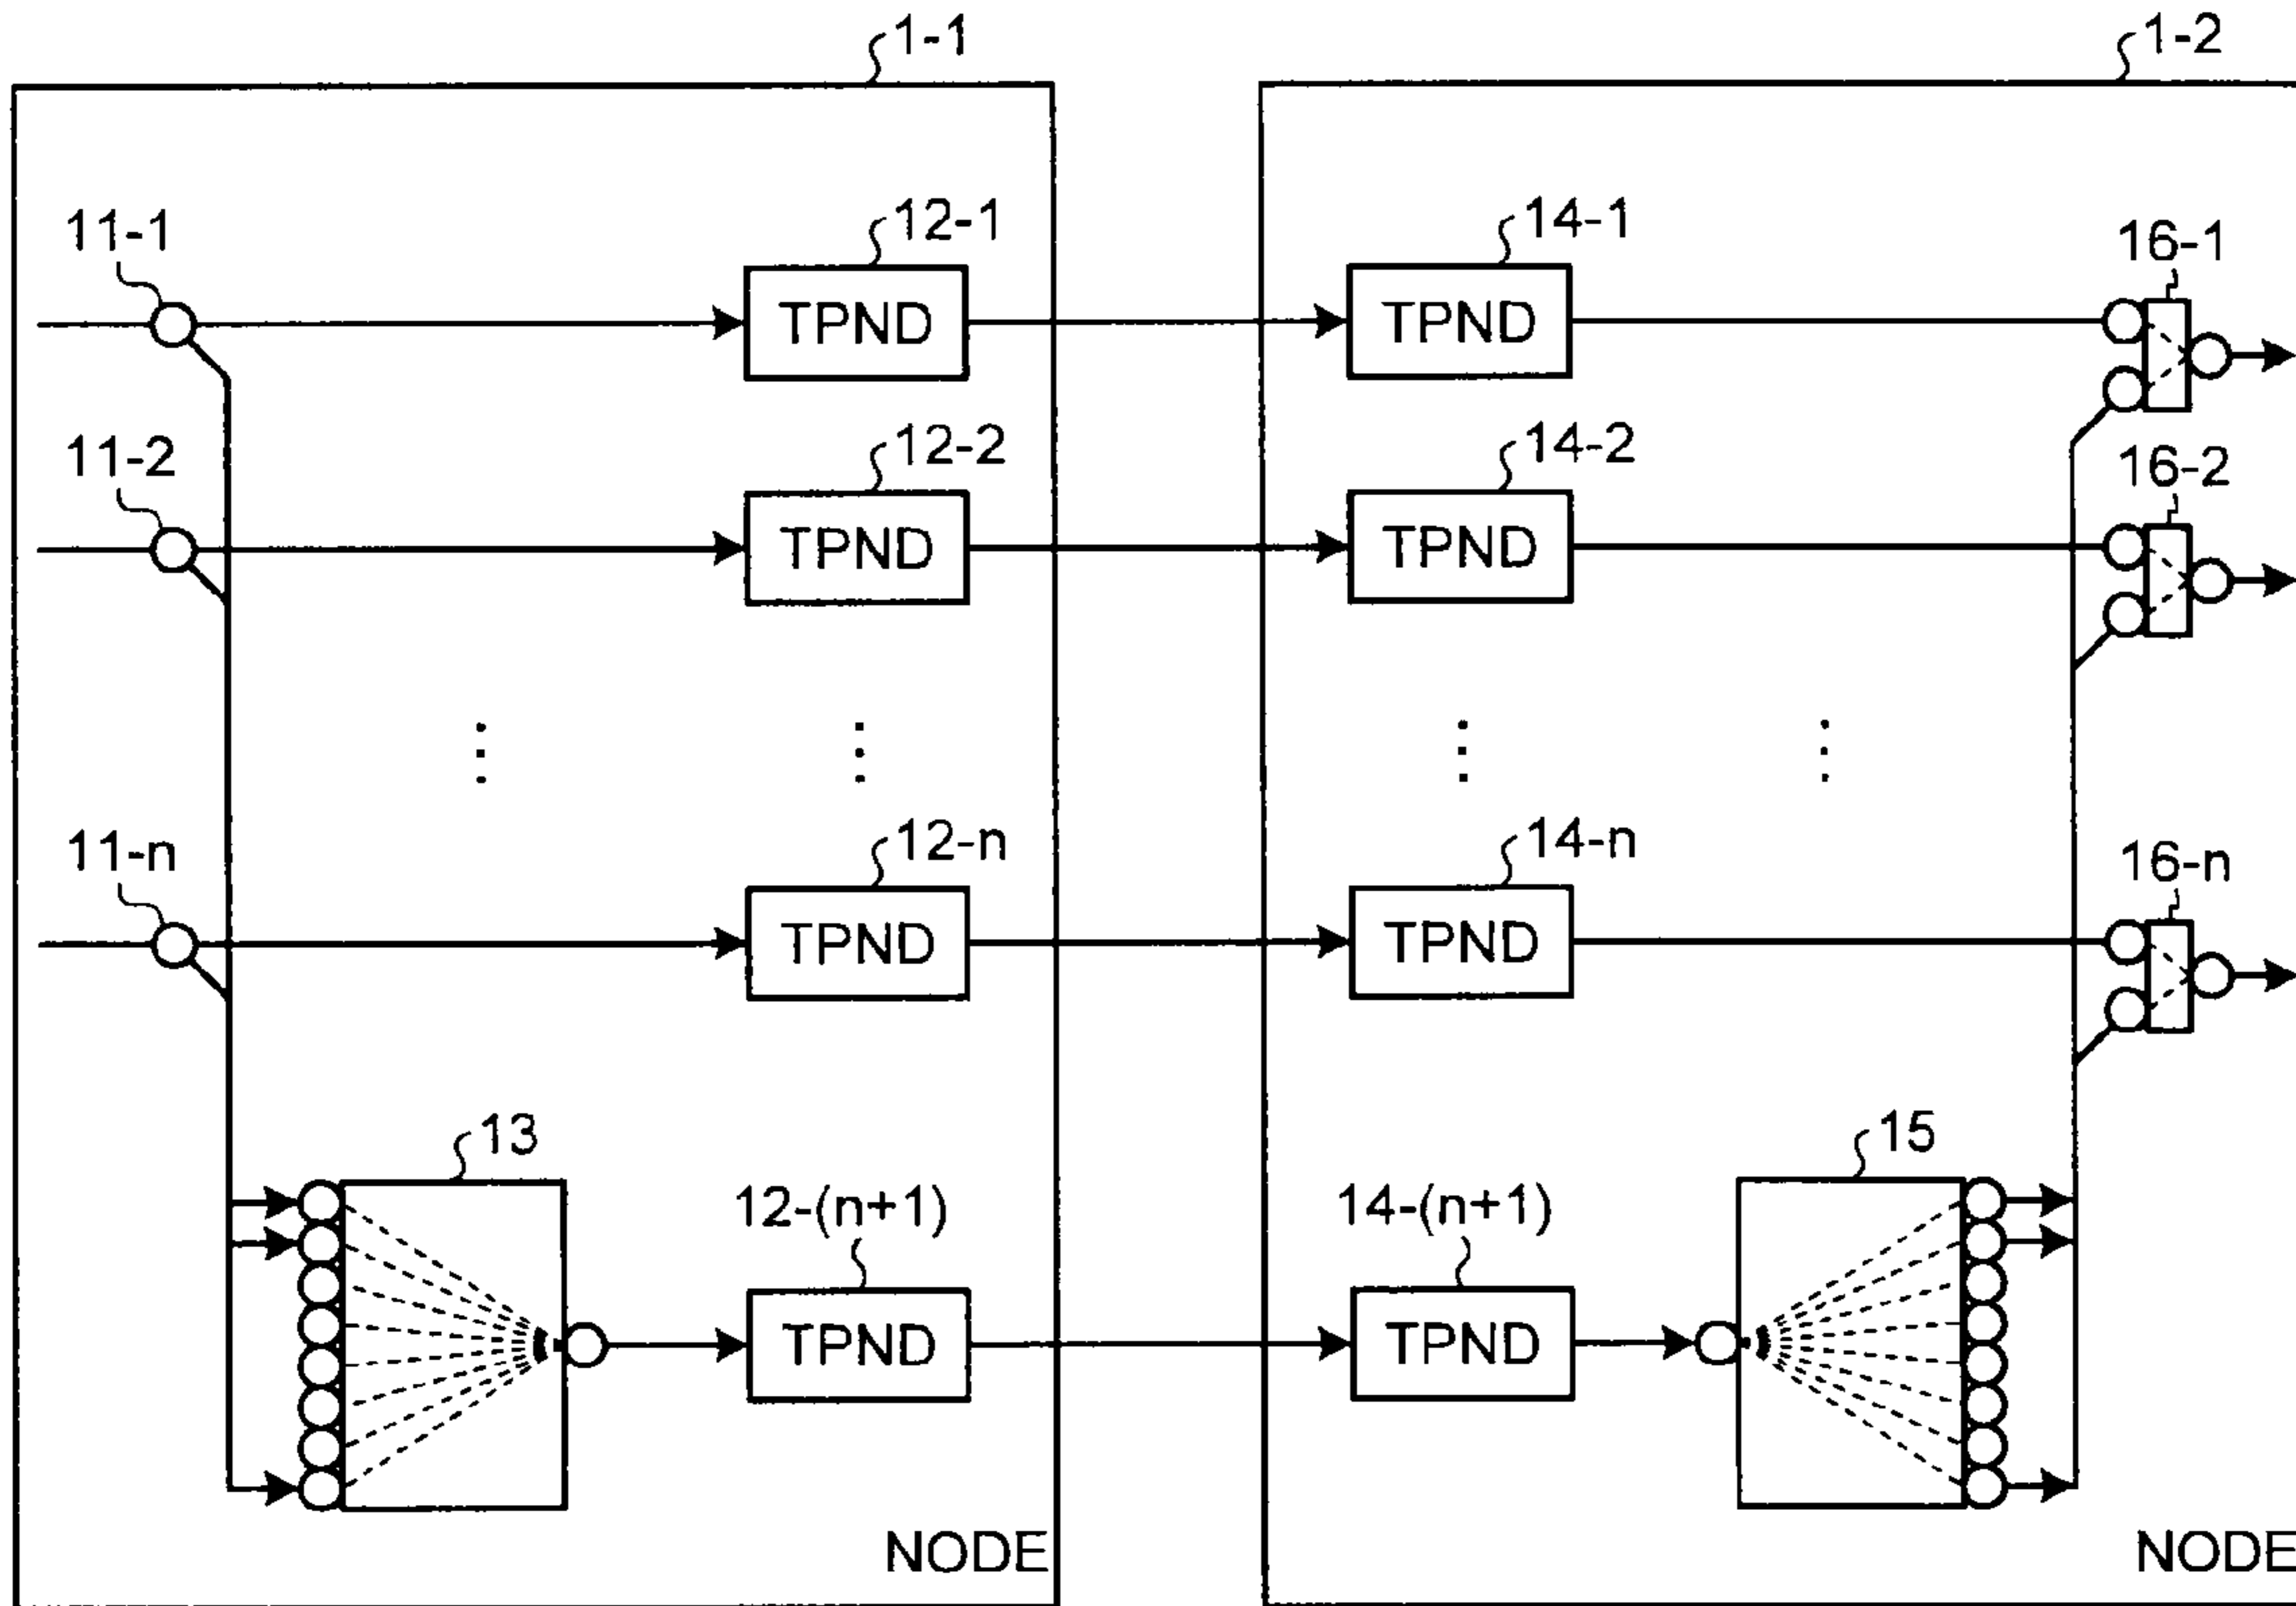 1-1 1-2
11-1 12-1 14-1 16-1
TPND TPND
11-2 12-2 14-2 16-2
TPND TPND
11-n 12-n 14-n 16-n
TPND TPND
13 15
12-(n+1) 14-(n+1)
TPND TPND
NODE NODE